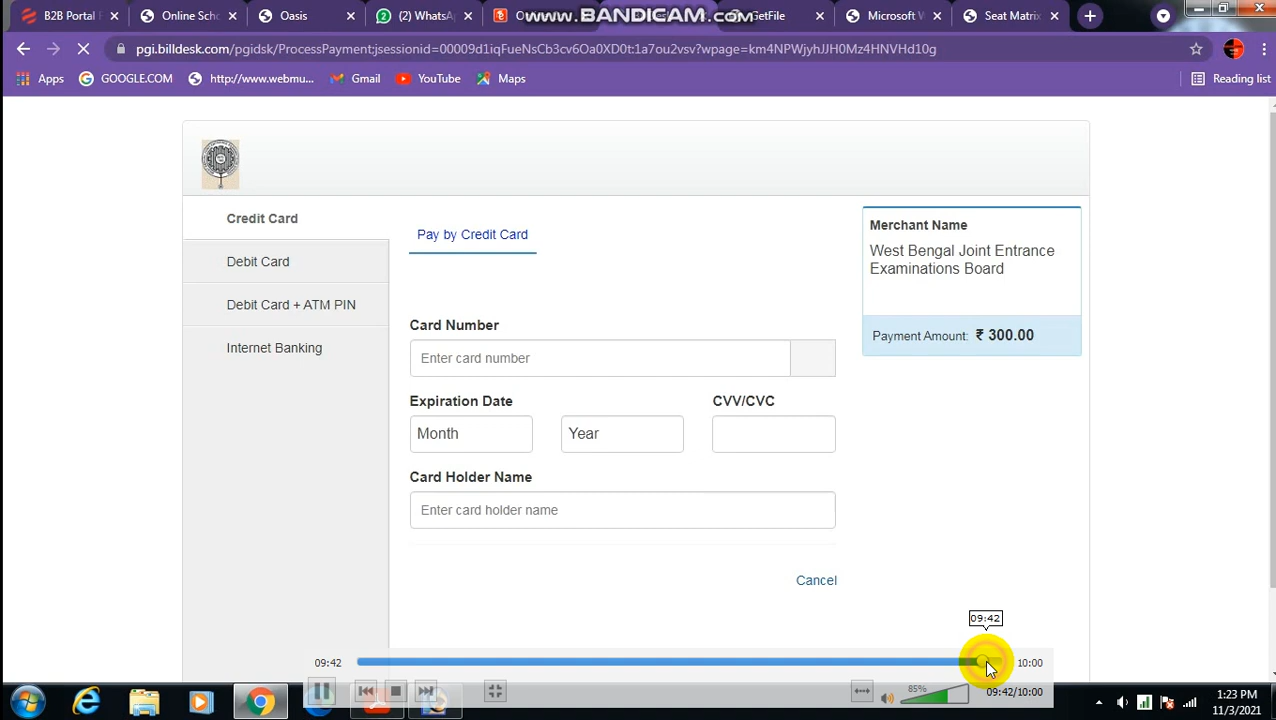 B2B Portal F
Online Scho
Oasis
(2) WhatsA
www.BANDICAM.com
GetFile
Microsoft V
Seat Matrix
pgi.billdesk.com/pgidsk/ProcessPayment;jsessionid=00009d1iqFueNsCb3cv6Oa0XD0t:1a7ou2vsv?wpage=km4NPWjyhJJH0Mz4HNVHd10g
Apps
GOOGLE.COM
http://www.webmu...
Gmail
YouTube
Maps
Reading list
Credit Card
Debit Card
Debit Card + ATM PIN
Internet Banking
Pay by Credit Card
Card Number
Enter card number
Expiration Date
CVV/CVC
Month
Year
Card Holder Name
Enter card holder name
Cancel
Merchant Name
West Bengal Joint Entrance
Examinations Board
Payment Amount: ₹ 300.00
09:42
09:42
10:00
85%
09:42/10:00
1:23 PM
11/3/2021